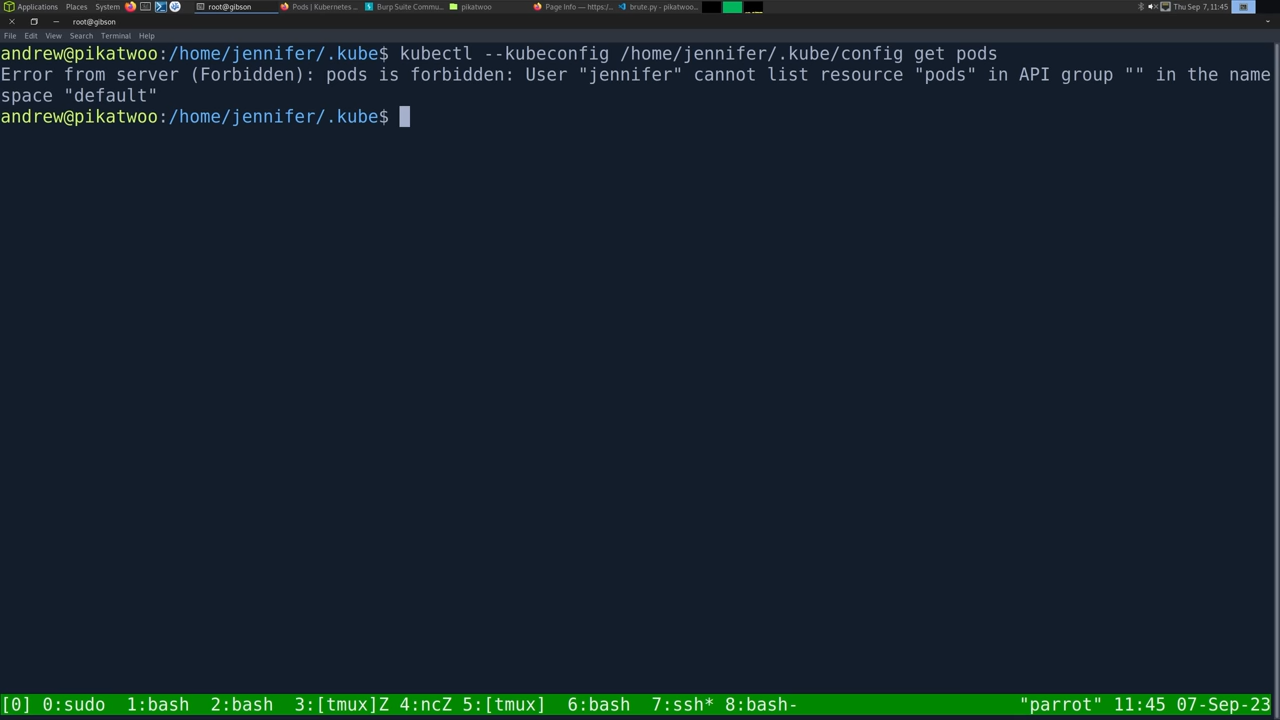 Applications Places System root@gibson Pods | Kubernetes ... Burp Suite Commu... pikatwoo Page Info — https:/... brute.py - pikatwoo... Thu Sep 7, 11:45
root@gibson
File Edit View Search Terminal Help
andrew@pikatwoo:/home/jennifer/.kube$ kubectl --kubeconfig /home/jennifer/.kube/config get pods
Error from server (Forbidden): pods is forbidden: User "jennifer" cannot list resource "pods" in API group "" in the name
space "default"
andrew@pikatwoo:/home/jennifer/.kube$
[0] 0:sudo 1:bash 2:bash 3:[tmux]Z 4:ncZ 5:[tmux] 6:bash 7:ssh* 8:bash- "parrot" 11:45 07-Sep-23